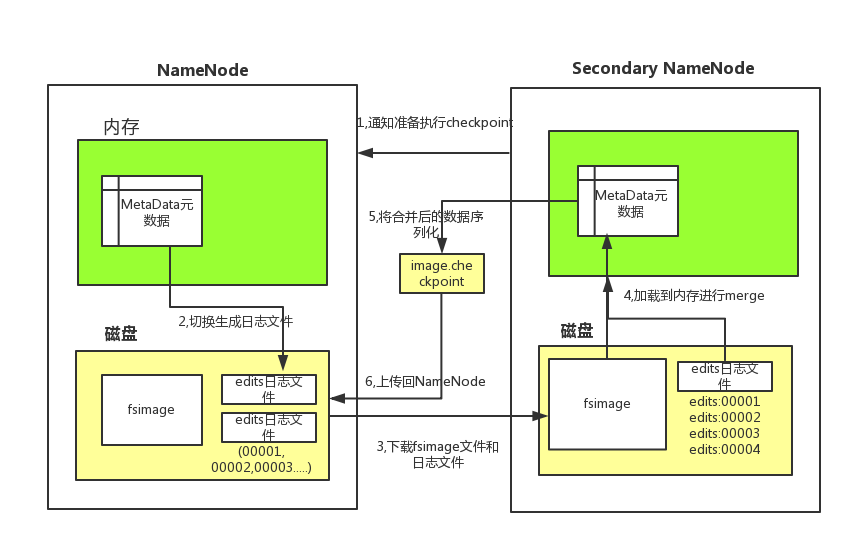 NameNode
Secondary NameNode
内存
1,通知准备执行checkpoint
MetaData元
数据
MetaData元
数据
5,将合并后的数据序
列化
image.che
ckpoint
2,切换生成日志文件
4,加载到内存进行merge
磁盘
磁盘
fsimage
edits日志文
件
edits日志文
件
(00001,
00002,00003.....)
6,上传回NameNode
3,下载fsimage文件和
日志文件
fsimage
edits日志文
件
edits:00001
edits:00002
edits:00003
edits:00004